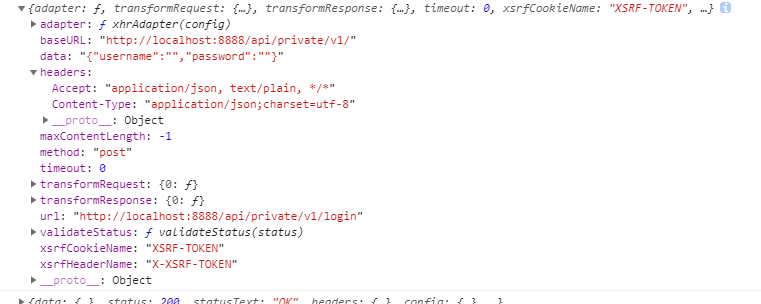 {adapter: ƒ, transformRequest: {…}, transformResponse: {…}, timeout: 0, xsrfCookieName: "XSRF-TOKEN", …}
adapter: ƒ xhrAdapter(config)
baseURL: "http://localhost:8888/api/private/v1/"
data: "{"username":"","password":""}"
headers:
Accept: "application/json, text/plain, */*"
Content-Type: "application/json;charset=utf-8"
__proto__: Object
maxContentLength: -1
method: "post"
timeout: 0
transformRequest: {0: ƒ}
transformResponse: {0: ƒ}
url: "http://localhost:8888/api/private/v1/login"
validateStatus: ƒ validateStatus(status)
xsrfCookieName: "XSRF-TOKEN"
xsrfHeaderName: "X-XSRF-TOKEN"
__proto__: Object
{data: {…}, status: 200, statusText: "OK", headers: {…}, config: {…}, …}